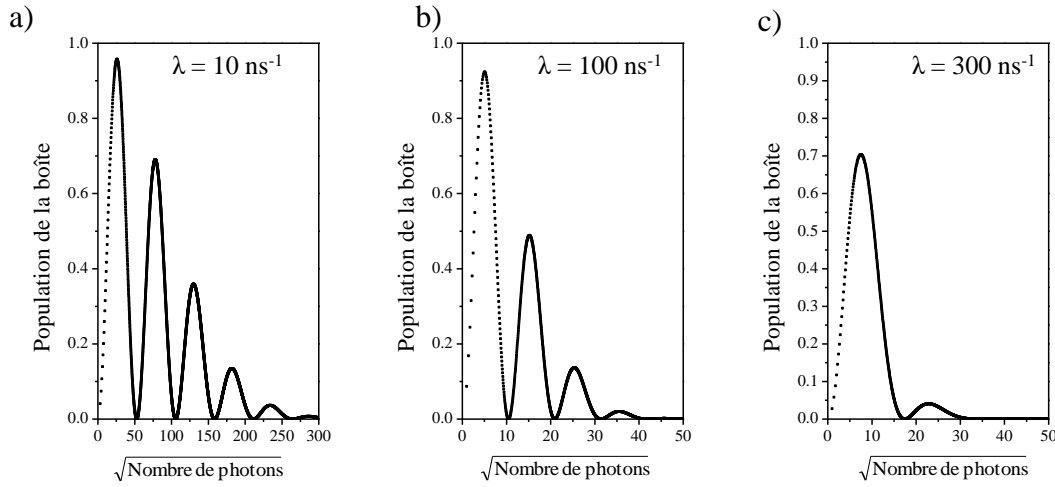 a)
λ = 10 ns⁻¹
Population de la boîte
1.0
0.8
0.6
0.4
0.2
0.0
0 50 100 150 200 250 300
√Nombre de photons
b)
λ = 100 ns⁻¹
Population de la boîte
1.0
0.8
0.6
0.4
0.2
0.0
0 10 20 30 40 50
√Nombre de photons
c)
λ = 300 ns⁻¹
Population de la boîte
1.0
0.9
0.8
0.7
0.6
0.5
0.4
0.3
0.2
0.1
0.0
0 10 20 30 40 50
√Nombre de photons